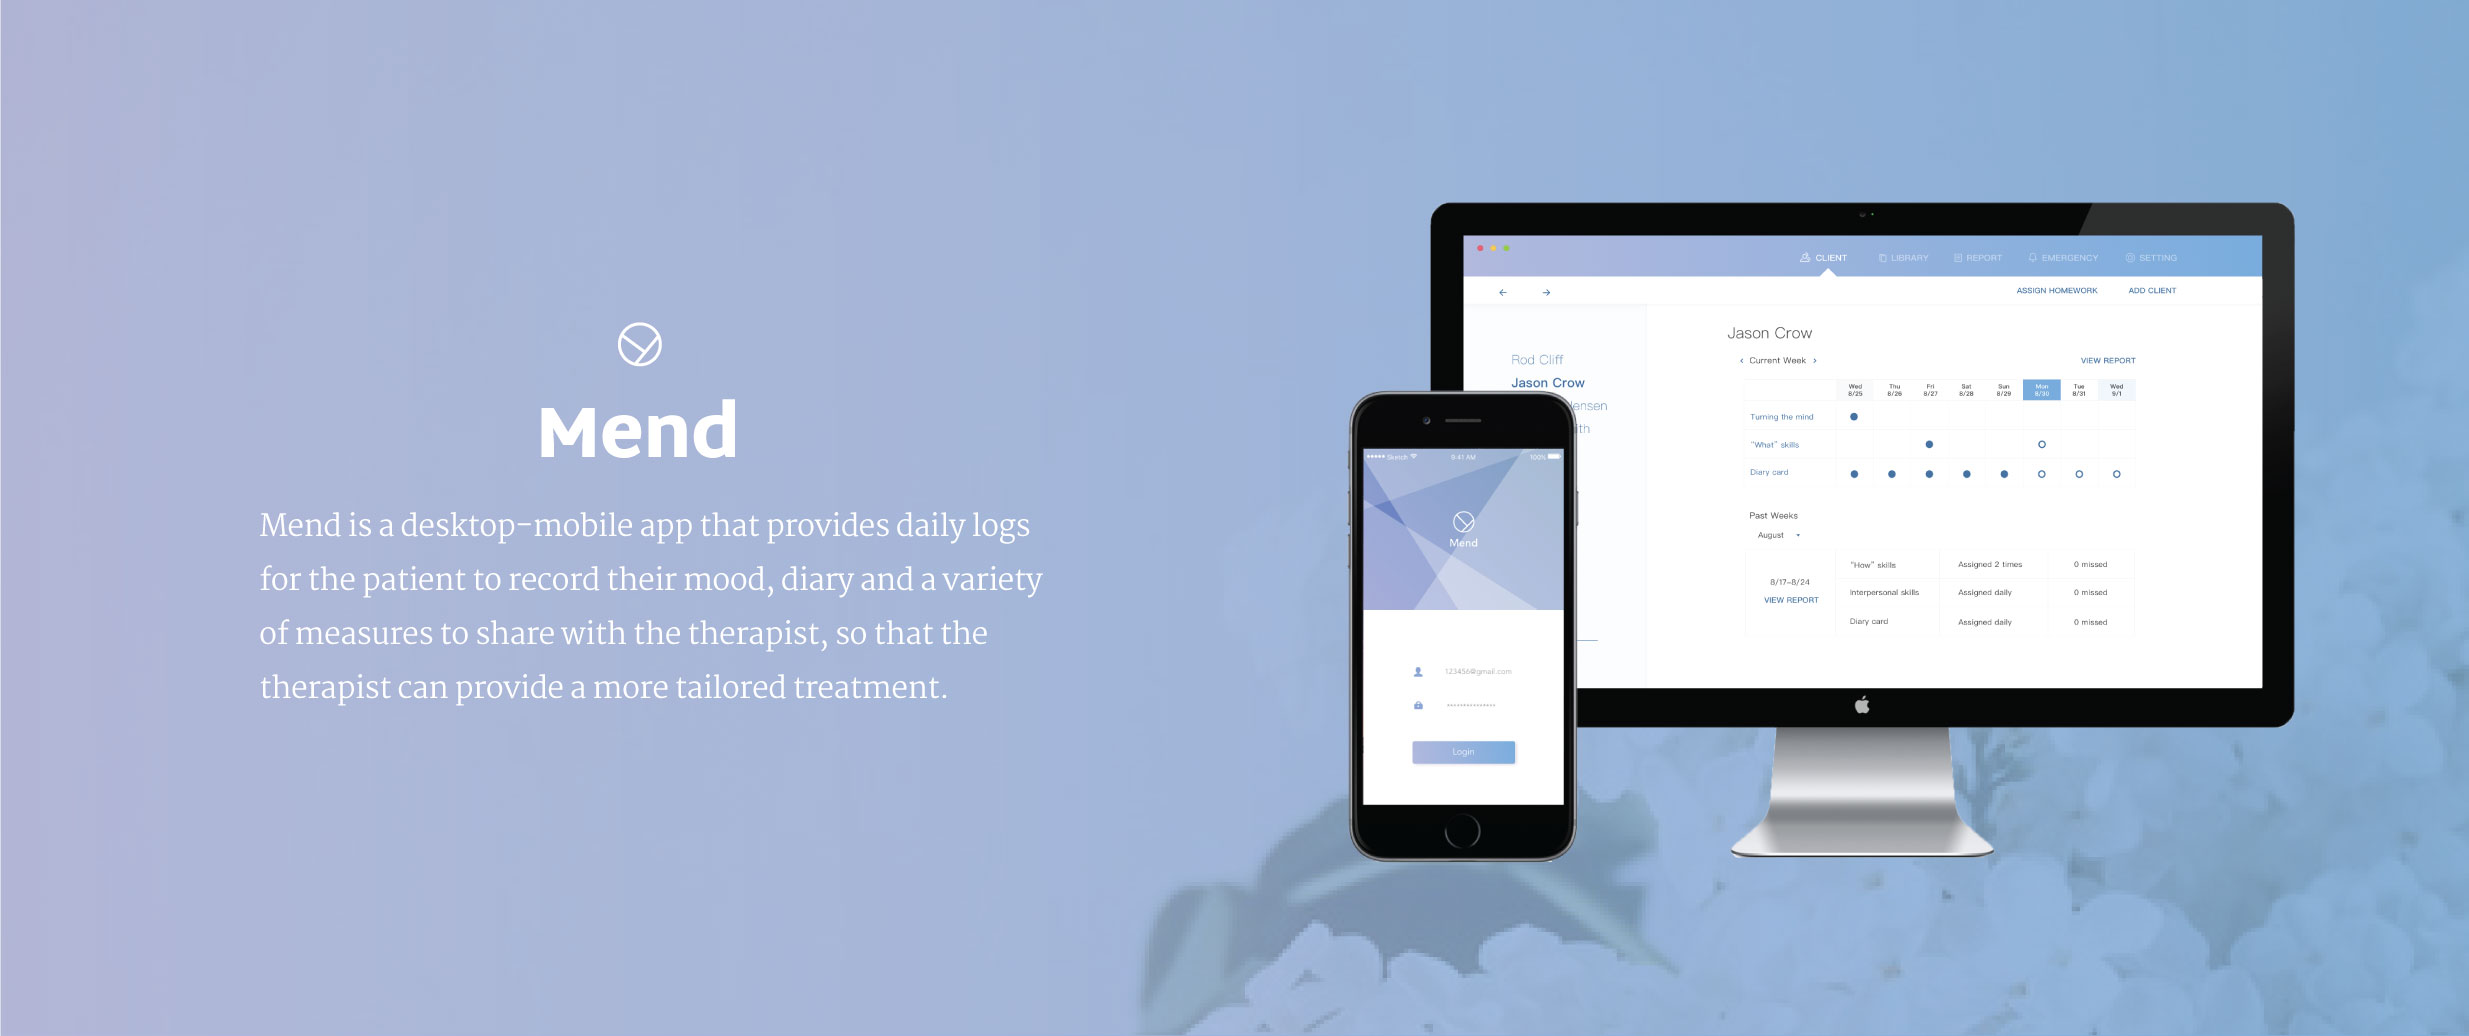 Mend
Mend is a desktop-mobile app that provides daily logs
for the patient to record their mood, diary and a variety
of measures to share with the therapist, so that the
therapist can provide a more tailored treatment.
CLIENT LIBRARY REPORT EMERGENCY SETTING
← → ASSIGN HOMEWORK ADD CLIENT
Rod Cliff
Jason Crow
ensen
ith
Jason Crow
‹ Current Week › VIEW REPORT
Wed Thu Fri Sat Sun Mon Tue Wed
8/25 8/26 8/27 8/28 8/29 8/30 8/31 9/1
Turning the mind
"What" skills
Diary card
Past Weeks
August
8/17-8/24
VIEW REPORT
"How" skills Assigned 2 times 0 missed
Interpersonal skills Assigned daily 0 missed
Diary card Assigned daily 0 missed
Sketch 9:41 AM 100%
Mend
123456@gmail.com
***************
Login